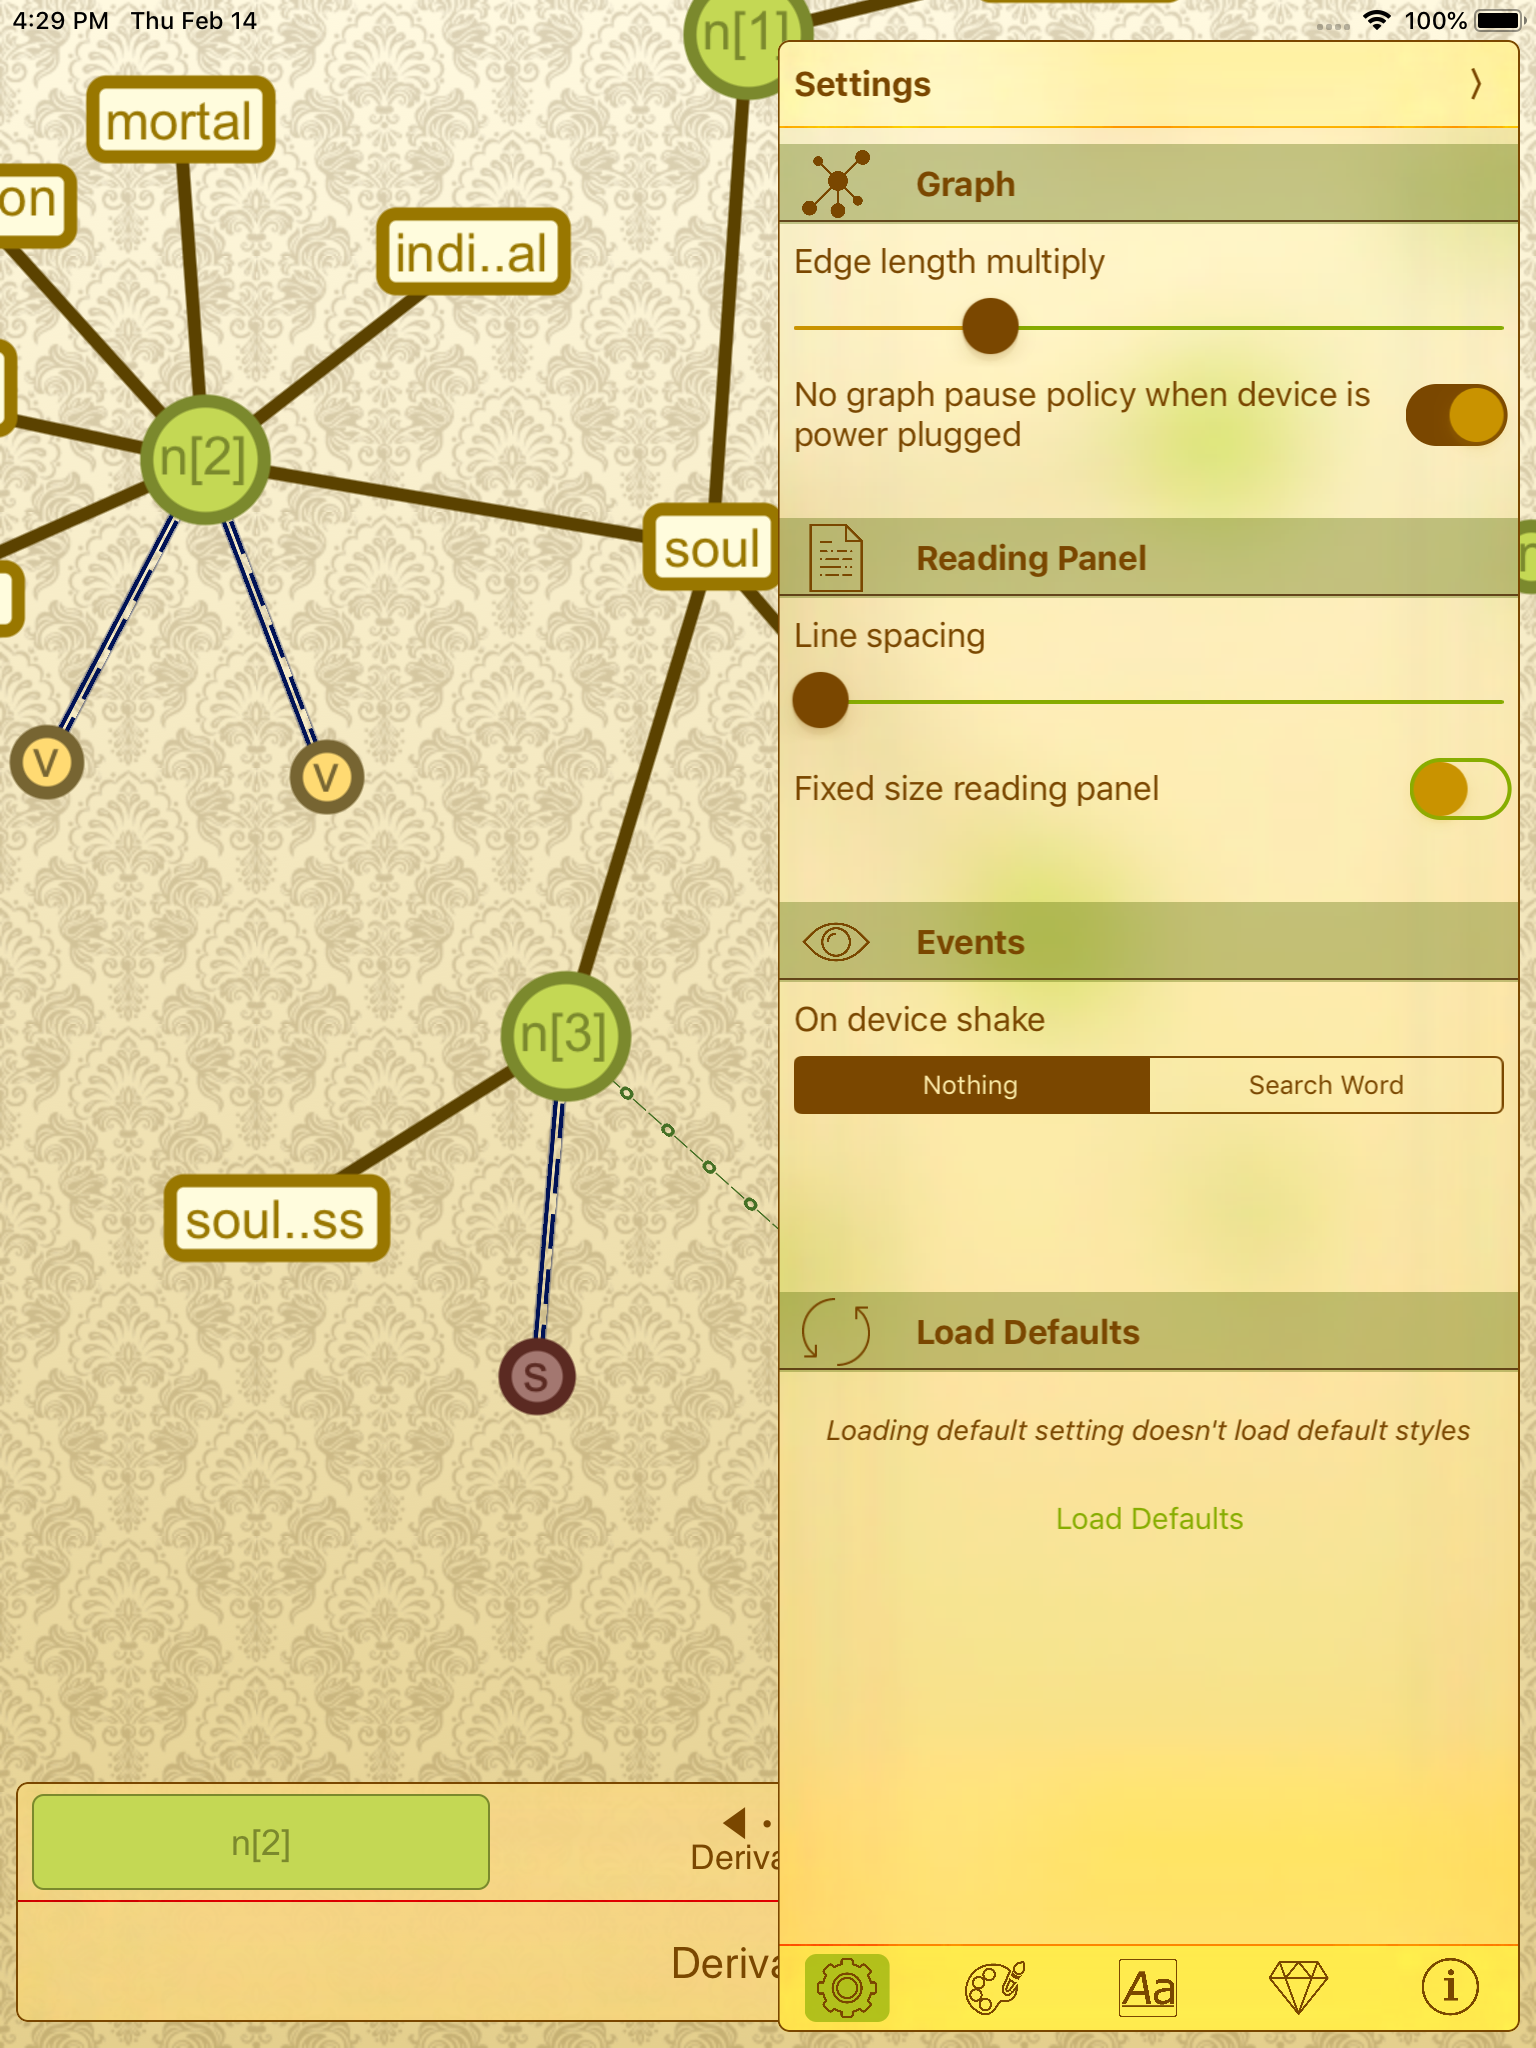 4:29 PM Thu Feb 14
100%
n[1]
mortal
on
indi..al
n[2]
soul
V
V
n[3]
soul..ss
S
n[2]
Deriva
Deriva
Settings
Graph
Edge length multiply
No graph pause policy when device is
power plugged
Reading Panel
Line spacing
Fixed size reading panel
Events
On device shake
Nothing
Search Word
Load Defaults
Loading default setting doesn't load default styles
Load Defaults
Aa
i